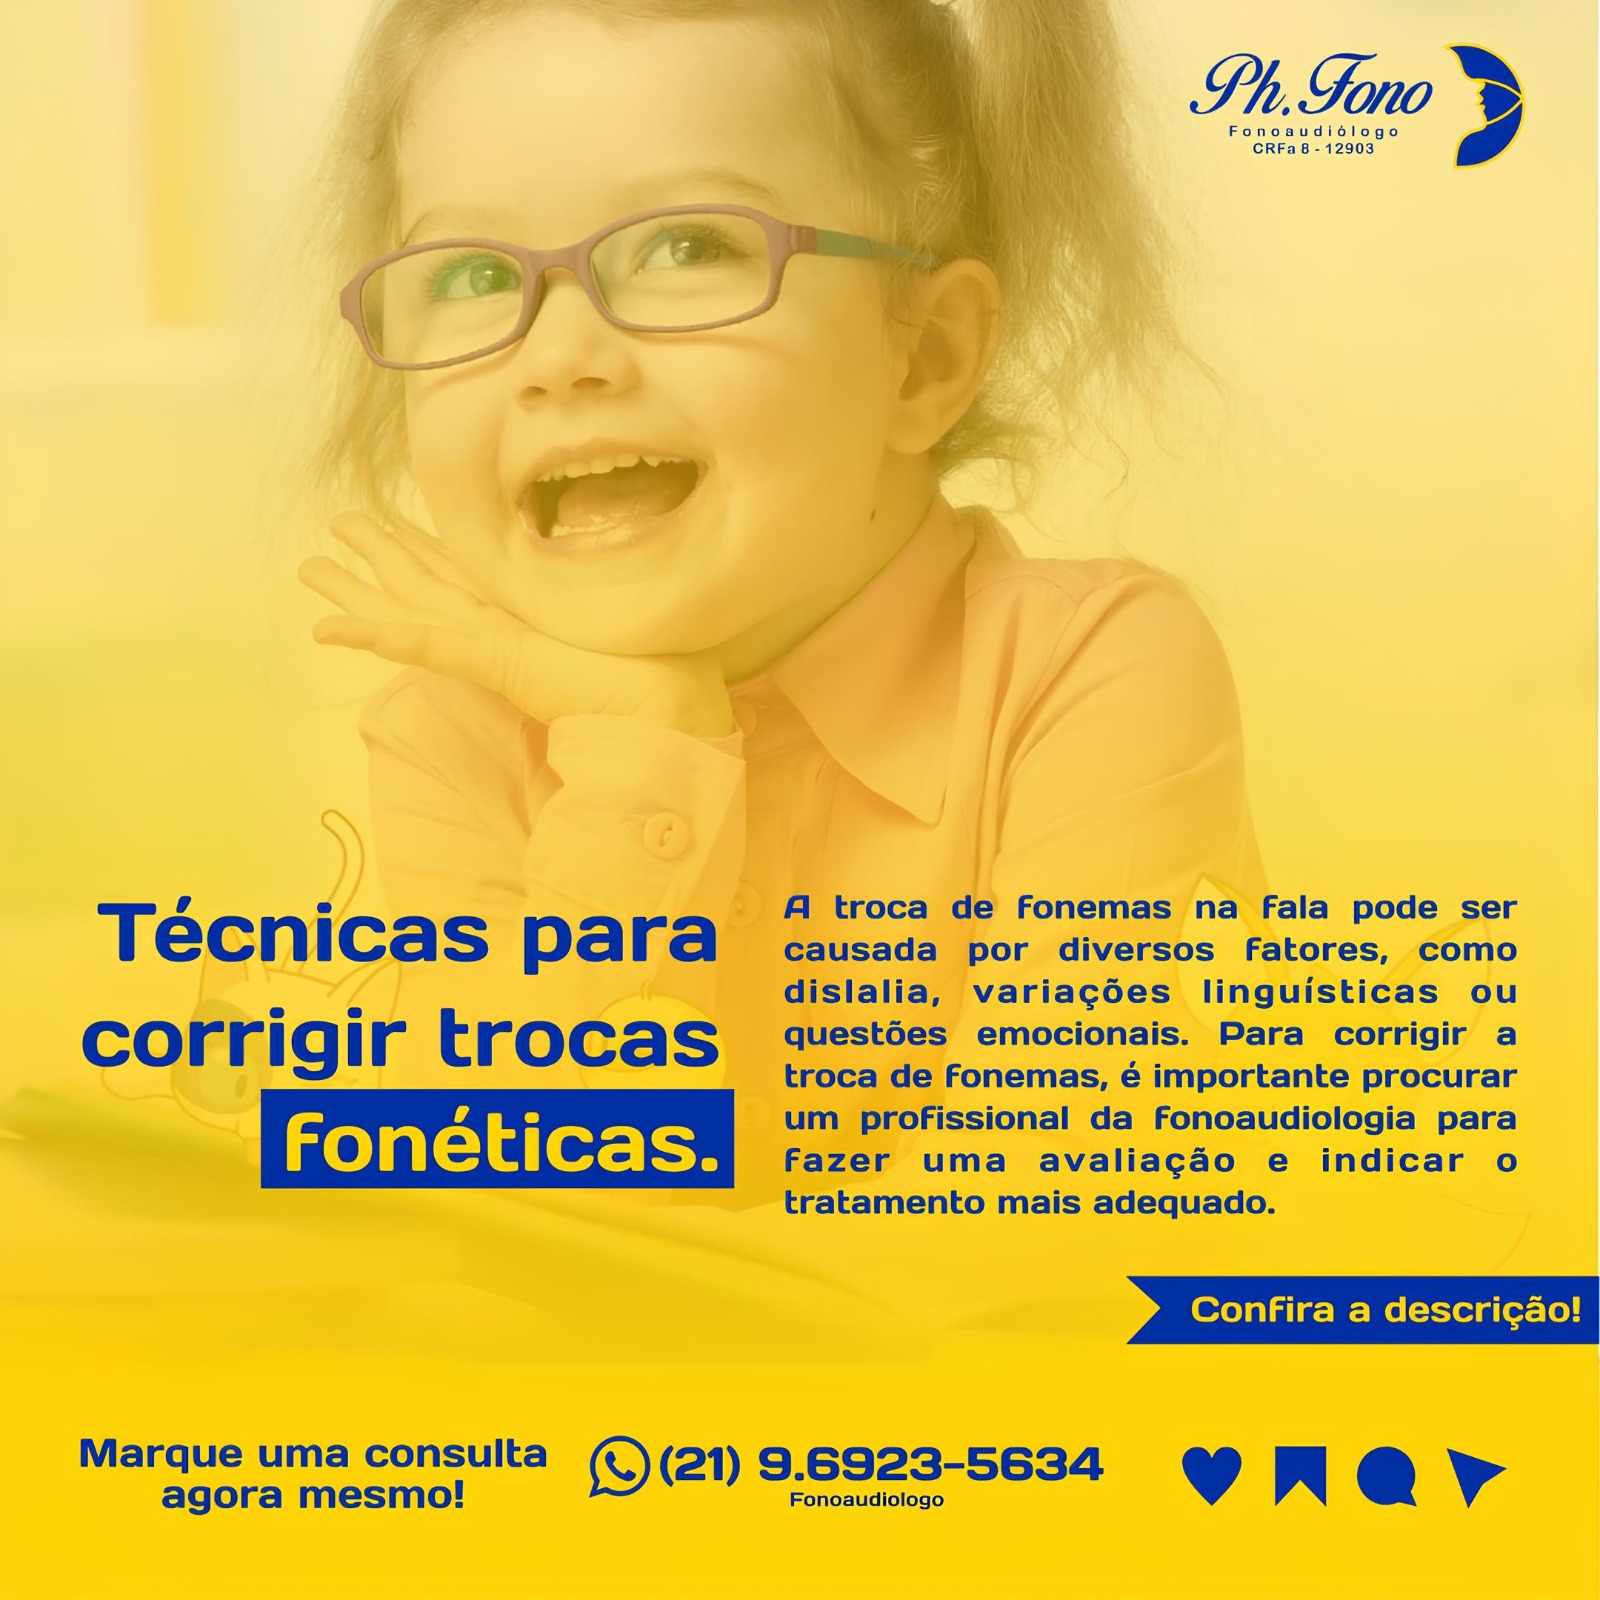 Ph. Fono
Fonoaudiólogo
CRFa 8 - 12903
Técnicas para
corrigir trocas
fonéticas.
A troca de fonemas na fala pode ser
causada por diversos fatores, como
dislalia, variações linguísticas ou
questões emocionais. Para corrigir a
troca de fonemas, é importante procurar
um profissional da fonoaudiologia para
fazer uma avaliação e indicar o
tratamento mais adequado.
Confira a descrição!
Marque uma consulta
agora mesmo!
(21) 9.6923-5634
Fonoaudiologo